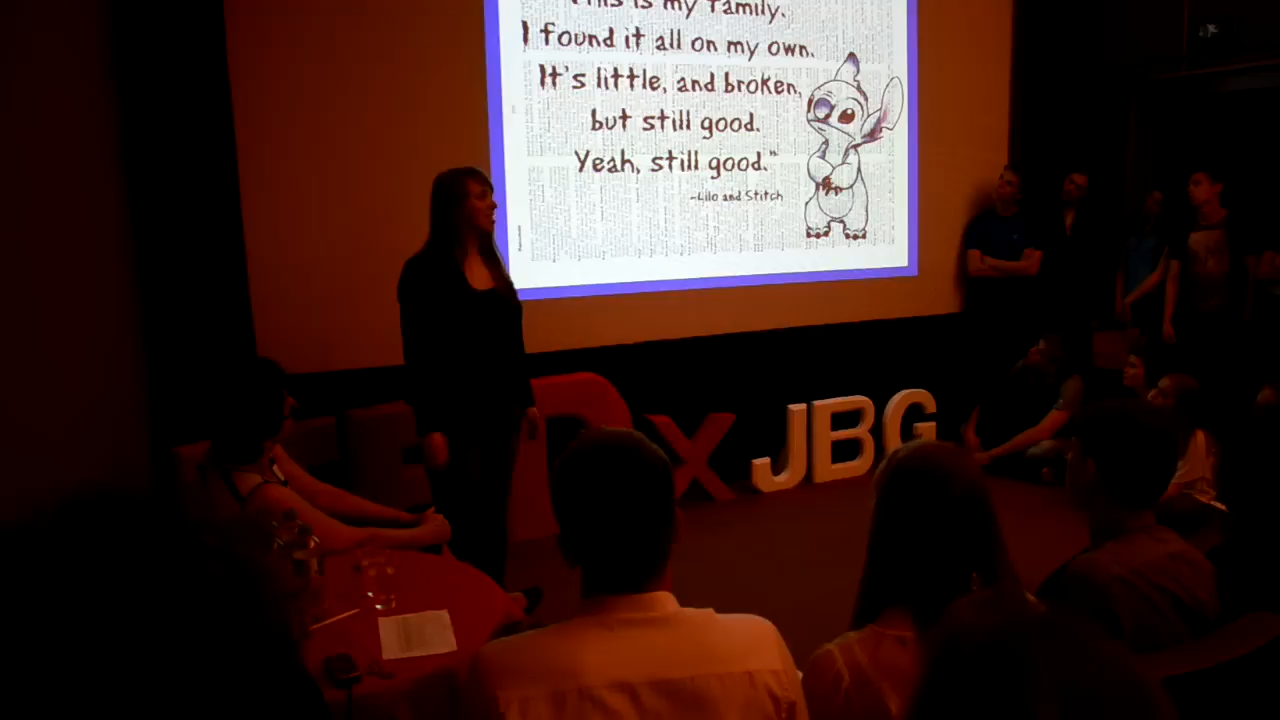 This is my family.
I found it all on my own.
It's little, and broken,
but still good.
Yeah, still good."
-Lilo and Stitch
x JBG